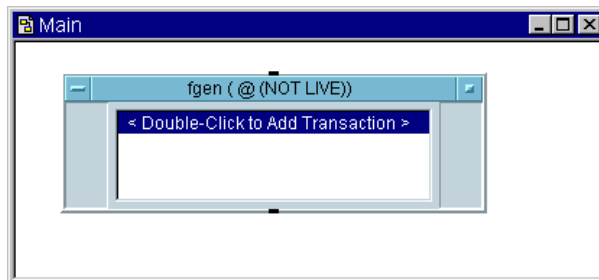 Main
fgen ( @ (NOT LIVE))
< Double-Click to Add Transaction >